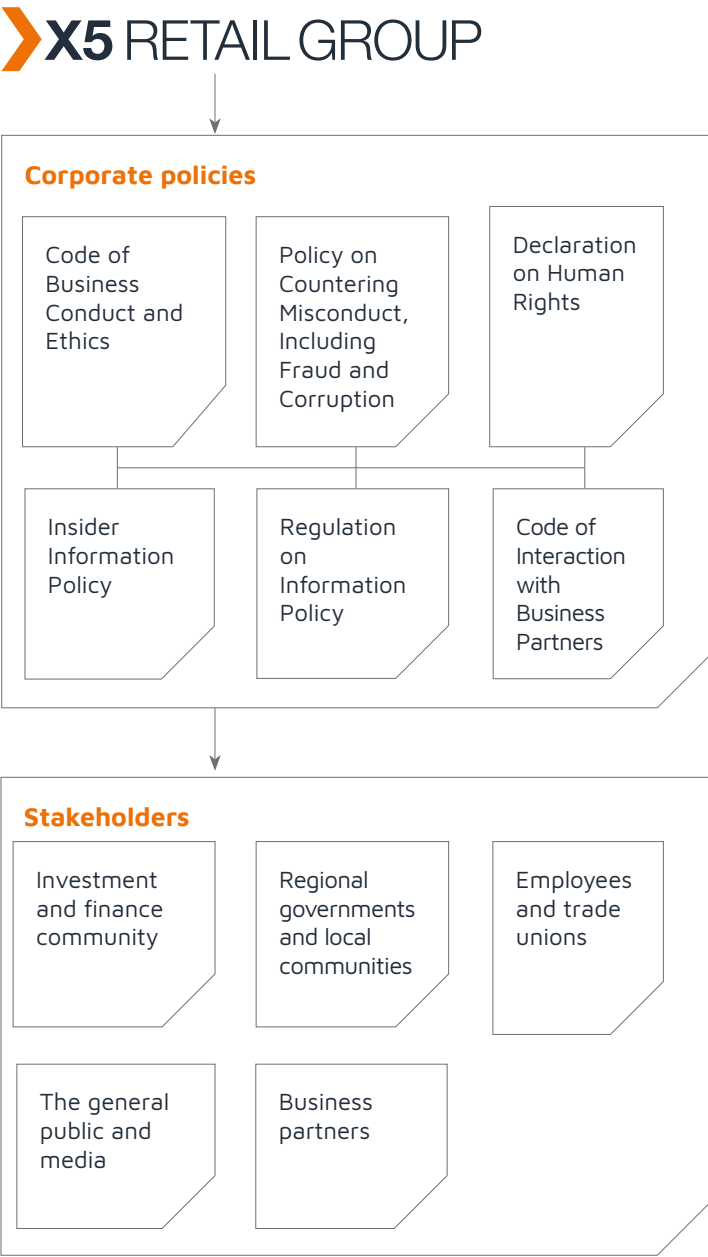 X5 RETAIL GROUP
Corporate policies
Code of
Business
Conduct and
Ethics
Policy on
Countering
Misconduct,
Including
Fraud and
Corruption
Declaration
on Human
Rights
Insider
Information
Policy
Regulation
on
Information
Policy
Code of
Interaction
with
Business
Partners
Stakeholders
Investment
and finance
community
Regional
governments
and local
communities
Employees
and trade
unions
The general
public and
media
Business
partners